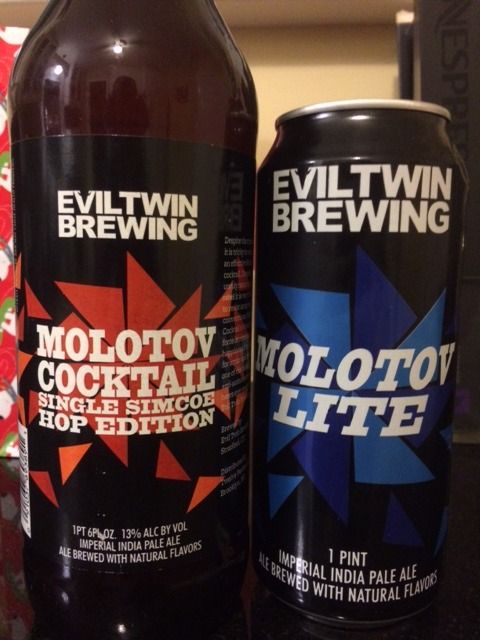 EVILTWIN
BREWING
MOLOTOV
COCKTAIL
SINGLE SIMCOE
HOP EDITION
1PT 6FL OZ. 13% ALC BY VOL
IMPERIAL INDIA PALE ALE
ALE BREWED WITH NATURAL FLAVORS
EVILTWIN
BREWING
MOLOTOV
LITE
1 PINT
IMPERIAL INDIA PALE ALE
ALE BREWED WITH NATURAL FLAVORS
NESPRE